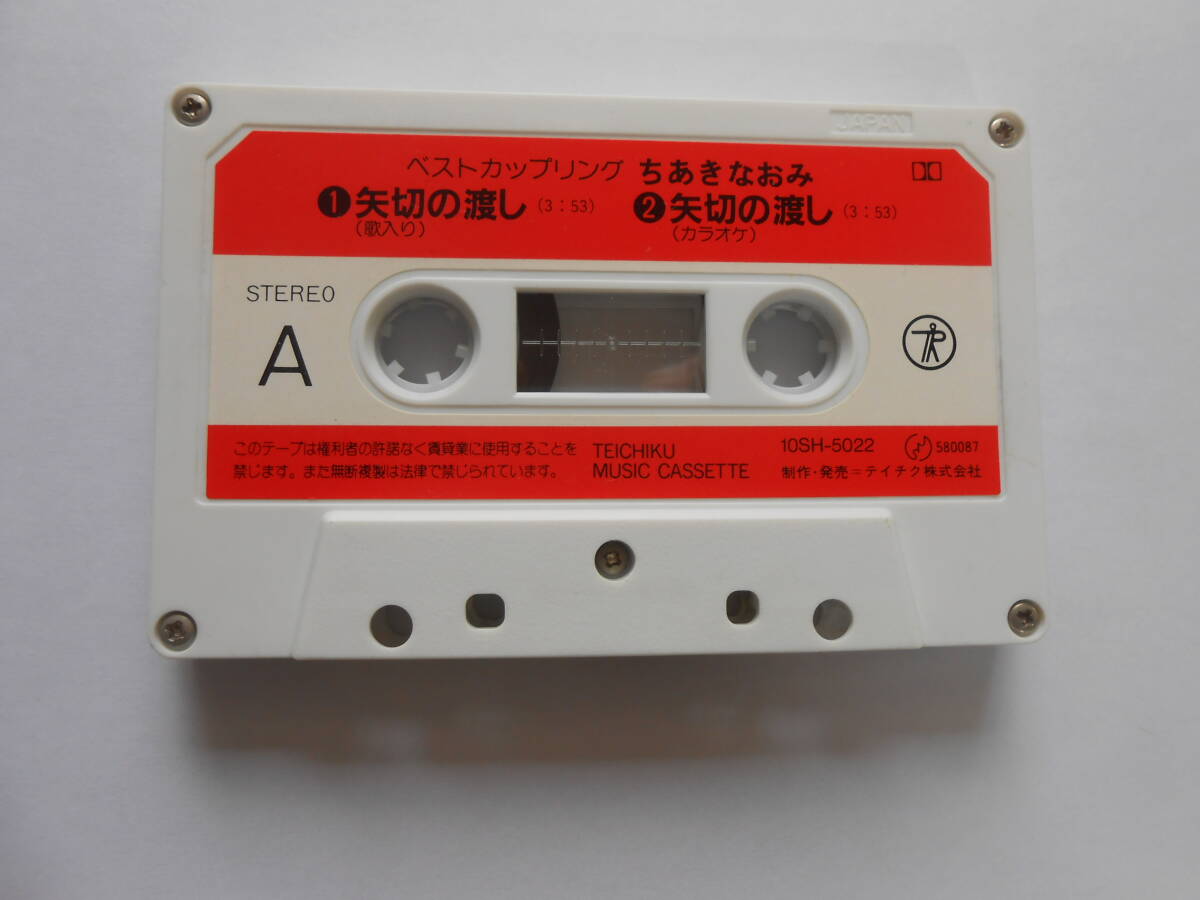 JAPAN
ベストカップリング ちあきなおみ
❶矢切の渡し(3:53) ❷矢切の渡し(3:53)
(歌入り) (カラオケ)
STEREO
A
このテープは権利者の許諾なく賃貸業に使用することを
禁じます。また無断複製は法律で禁じられています。
TEICHIKU
MUSIC CASSETTE
10SH-5022 580087
制作・発売=テイチク株式会社